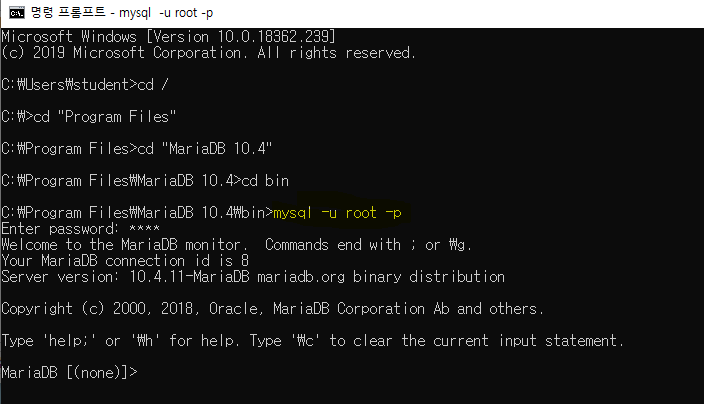 명령 프롬프트 - mysql  -u root -p
Microsoft Windows [Version 10.0.18362.239]
(c) 2019 Microsoft Corporation. All rights reserved.
C:₩Users₩student>cd /
C:₩>cd "Program Files"
C:₩Program Files>cd "MariaDB 10.4"
C:₩Program Files₩MariaDB 10.4>cd bin
C:₩Program Files₩MariaDB 10.4₩bin>mysql -u root -p
Enter password: ****
Welcome to the MariaDB monitor.  Commands end with ; or ₩g.
Your MariaDB connection id is 8
Server version: 10.4.11-MariaDB mariadb.org binary distribution
Copyright (c) 2000, 2018, Oracle, MariaDB Corporation Ab and others.
Type 'help;' or '₩h' for help. Type '₩c' to clear the current input statement.
MariaDB [(none)]>